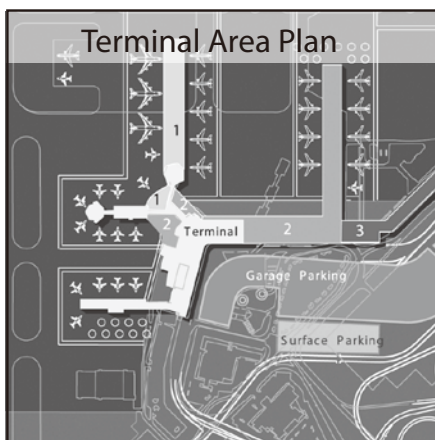 Terminal Area Plan
1
1
2
2
Terminal
2
3
Garage Parking
Surface Parking